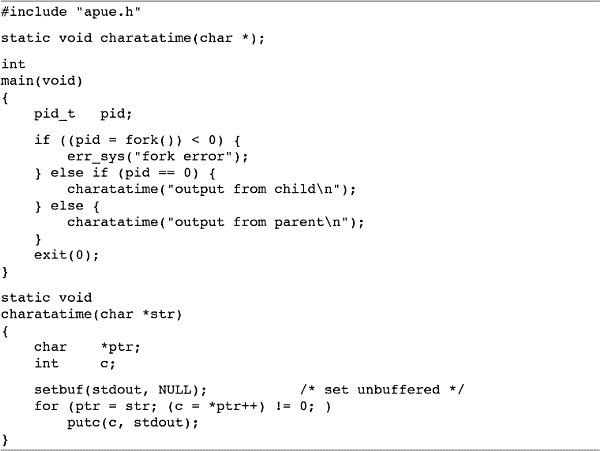 #include "apue.h"
static void charatatime(char *);
int
main(void)
{
    pid_t   pid;
    if ((pid = fork()) < 0) {
        err_sys("fork error");
    } else if (pid == 0) {
        charatatime("output from child\n");
    } else {
        charatatime("output from parent\n");
    }
    exit(0);
}
static void
charatatime(char *str)
{
    char    *ptr;
    int     c;
    setbuf(stdout, NULL);           /* set unbuffered */
    for (ptr = str; (c = *ptr++) != 0; )
        putc(c, stdout);
}